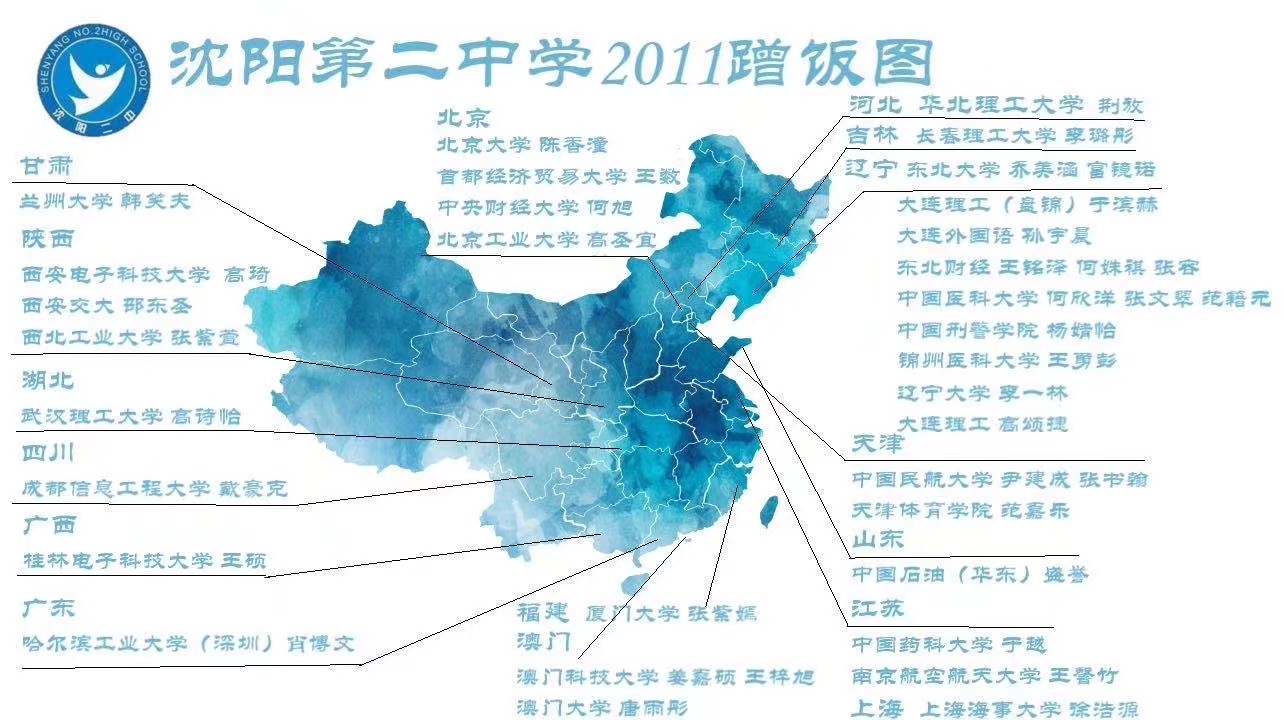 SHENYANG NO.2HIGH SCHOOL
沈阳二中
沈阳第二中学2011蹭饭图
甘肃
兰州大学 韩笑夫
陕西
西安电子科技大学 高琦
西安交大 邵东圣
西北工业大学 张紫萱
湖北
武汉理工大学 高诗怡
四川
成都信息工程大学 戴豪克
广西
桂林电子科技大学 王硕
广东
哈尔滨工业大学（深圳）肖博文
北京
北京大学 陈香潼
首都经济贸易大学 王数
中央财经大学 何旭
北京工业大学 高圣宜
福建 厦门大学 张紫嫣
澳门
澳门科技大学 姜嘉硕 王梓旭
澳门大学 唐雨彤
河北 华北理工大学 荆放
吉林 长春理工大学 李璐彤
辽宁 东北大学 乔美涵 富镜诺
大连理工（盘锦）于滨赫
大连外国语 孙宇晨
东北财经 王铭泽 何姝祺 张容
中国医科大学 何欣洋 张文琹 范籍元
中国刑警学院 杨婧怡
锦州医科大学 王勇彭
辽宁大学 李一林
大连理工 高颂捷
天津
中国民航大学 尹建成 张书翰
天津体育学院 范嘉乐
山东
中国石油（华东）盛誉
江苏
中国药科大学 于越
南京航空航天大学 王馨竹
上海 上海海事大学 徐浩源